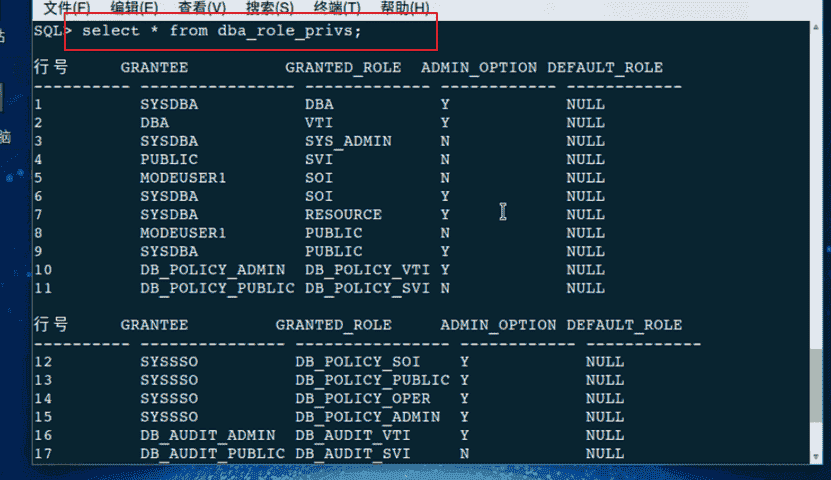 文件(F) 编辑(E) 查看(V) 搜索(S) 终端(T) 帮助(H)
SQL> select * from dba_role_privs;
行号 GRANTEE GRANTED_ROLE ADMIN_OPTION DEFAULT_ROLE
---------- --------------- ------------- ------------ ------------
1 SYSDBA DBA Y NULL
2 DBA VTI Y NULL
3 SYSDBA SYS_ADMIN N NULL
4 PUBLIC SVI N NULL
5 MODEUSER1 SOI N NULL
6 SYSDBA SOI Y NULL
7 SYSDBA RESOURCE Y NULL
8 MODEUSER1 PUBLIC N NULL
9 SYSDBA PUBLIC Y NULL
10 DB_POLICY_ADMIN DB_POLICY_VTI Y NULL
11 DB_POLICY_PUBLIC DB_POLICY_SVI N NULL
行号 GRANTEE GRANTED_ROLE ADMIN_OPTION DEFAULT_ROLE
---------- --------------- ---------------- ------------ ------------
12 SYSSSO DB_POLICY_SOI Y NULL
13 SYSSSO DB_POLICY_PUBLIC Y NULL
14 SYSSSO DB_POLICY_OPER Y NULL
15 SYSSSO DB_POLICY_ADMIN Y NULL
16 DB_AUDIT_ADMIN DB_AUDIT_VTI Y NULL
17 DB_AUDIT_PUBLIC DB_AUDIT_SVI N NULL
脑